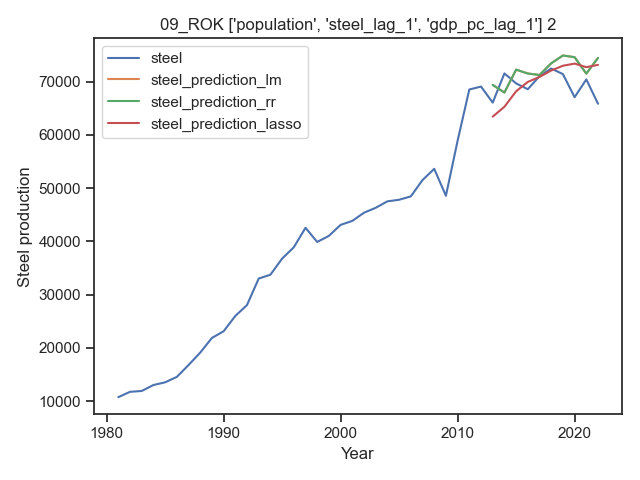 09_ROK ['population', 'steel_lag_1', 'gdp_pc_lag_1'] 2
steel
steel_prediction_lm
steel_prediction_rr
steel_prediction_lasso
Steel production
70000
60000
50000
40000
30000
20000
10000
1980 1990 2000 2010 2020
Year